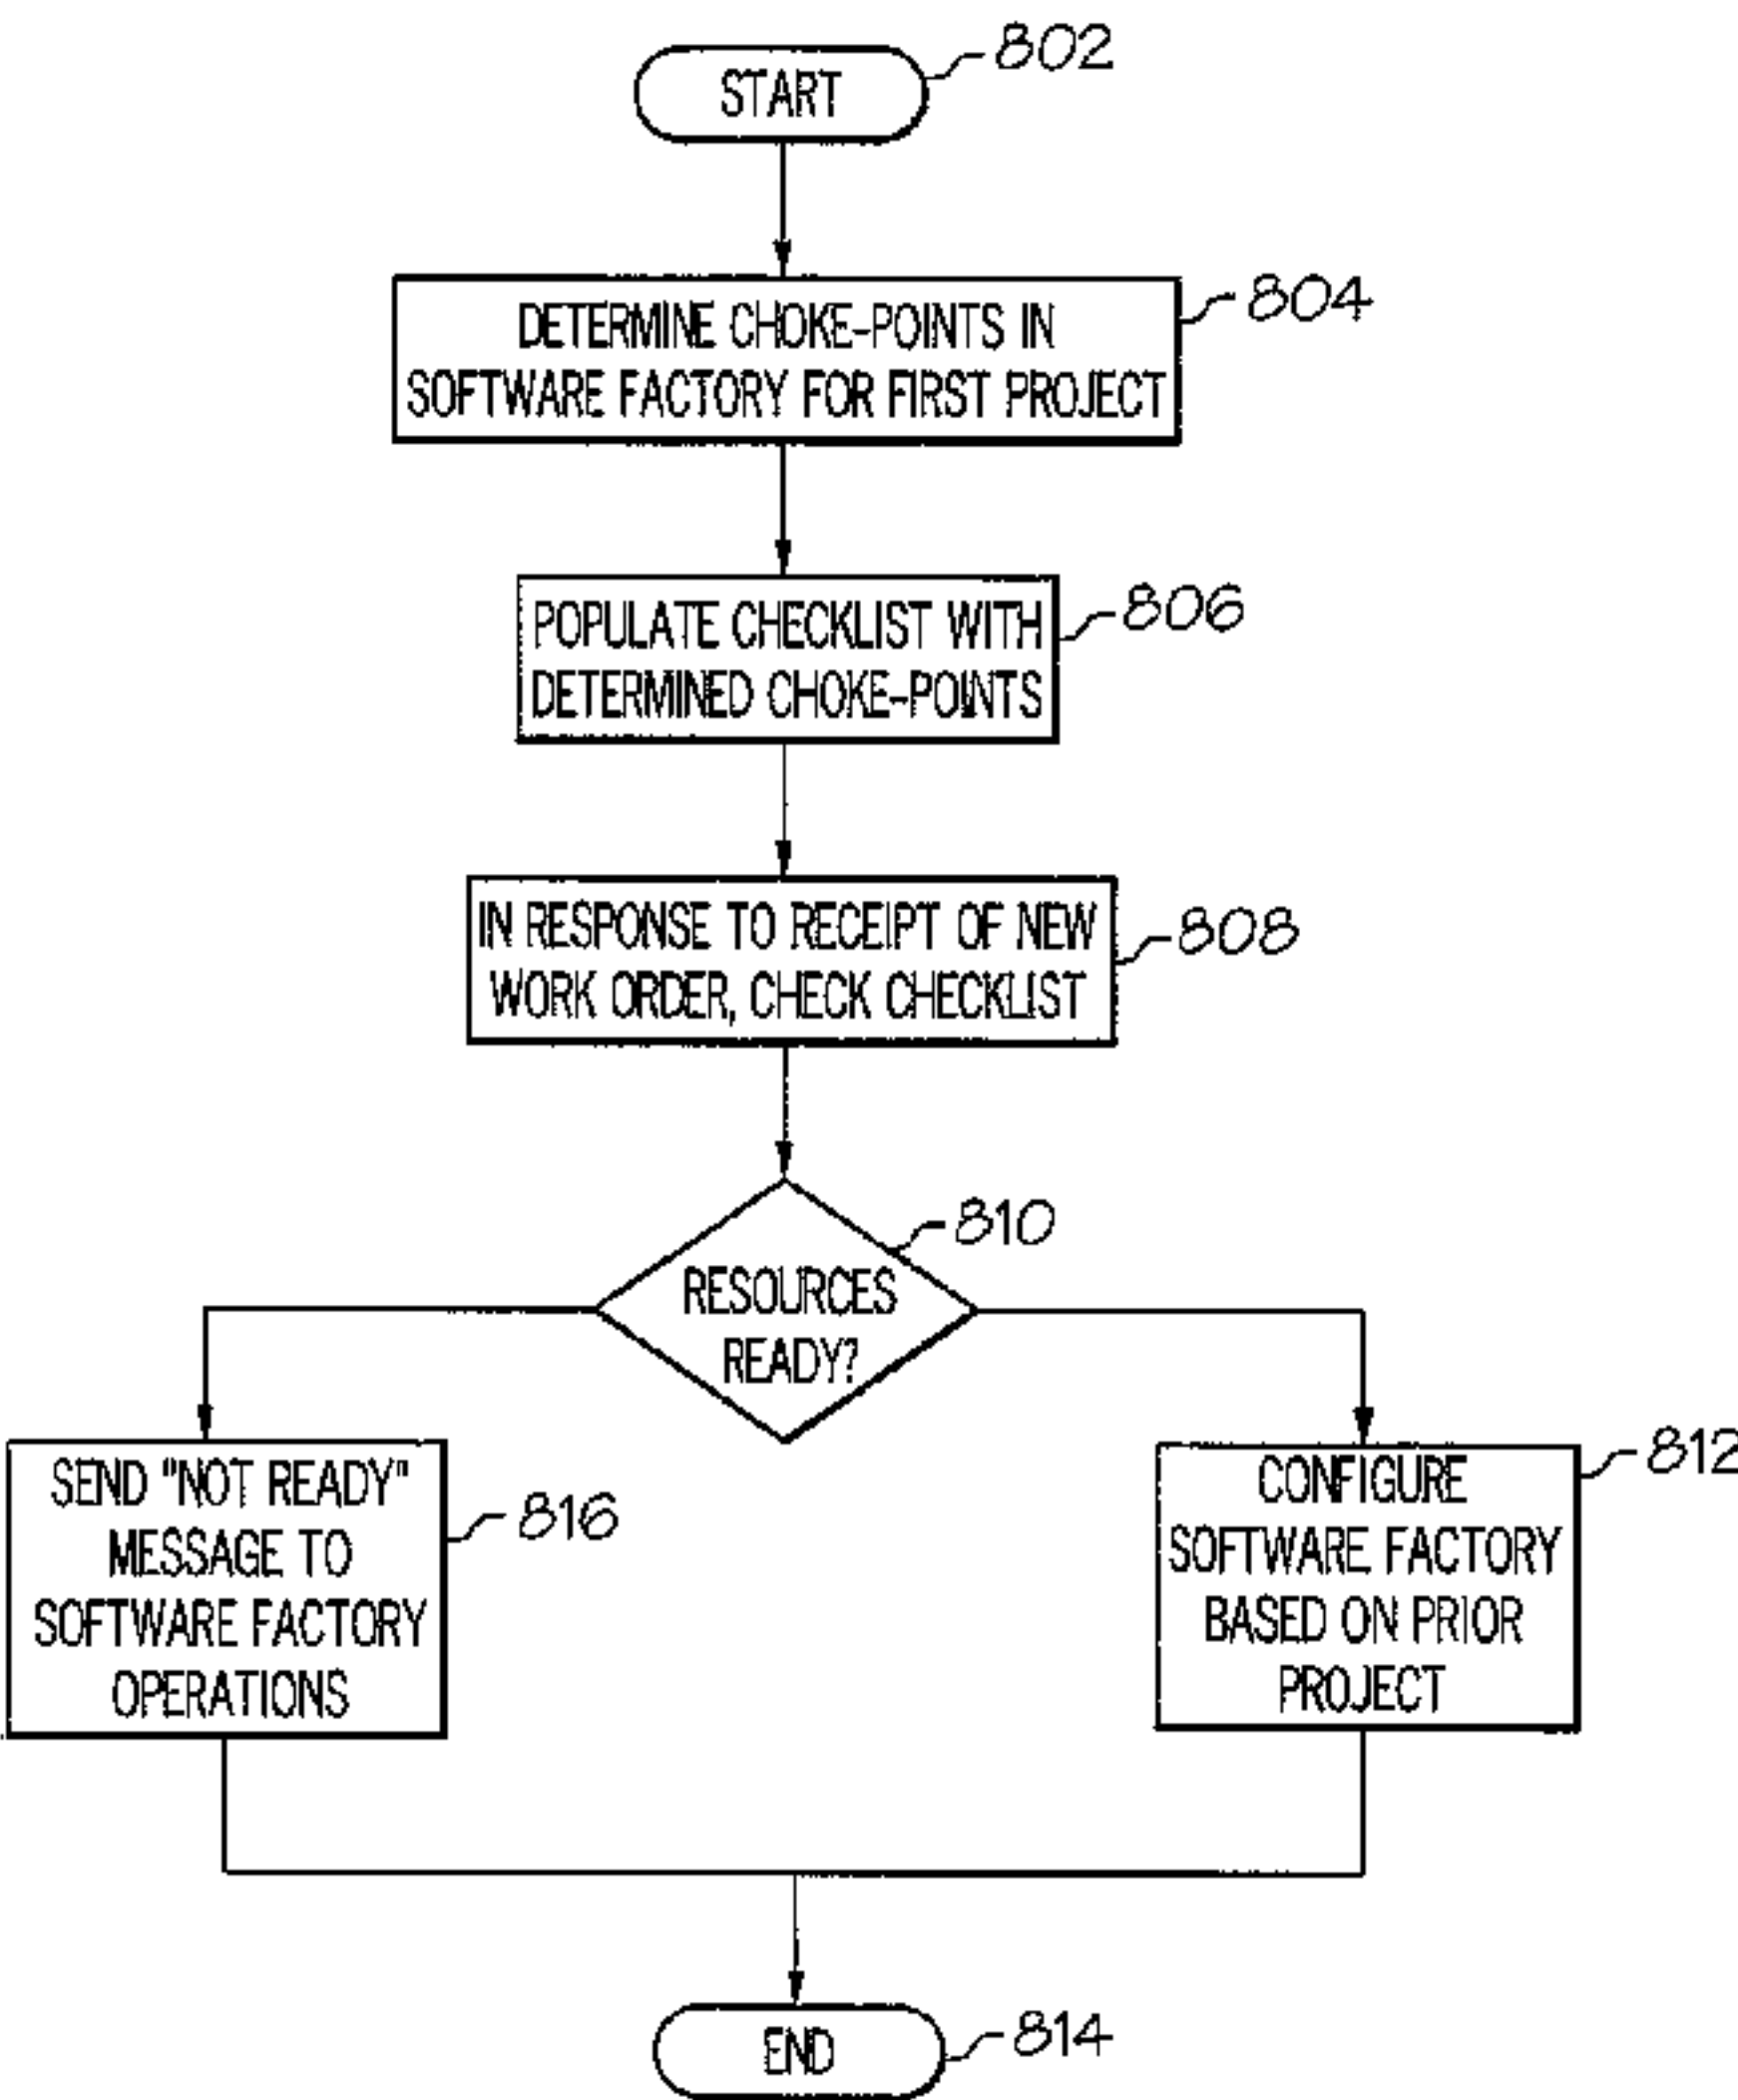 START
802
DETERMINE CHOKE-POINTS IN
SOFTWARE FACTORY FOR FIRST PROJECT
804
POPULATE CHECKLIST WITH
DETERMINED CHOKE-POINTS
806
IN RESPONSE TO RECEIPT OF NEW
WORK ORDER, CHECK CHECKLIST
808
810
RESOURCES
READY?
SEND "NOT READY"
MESSAGE TO
SOFTWARE FACTORY
OPERATIONS
816
CONFIGURE
SOFTWARE FACTORY
BASED ON PRIOR
PROJECT
812
END
814